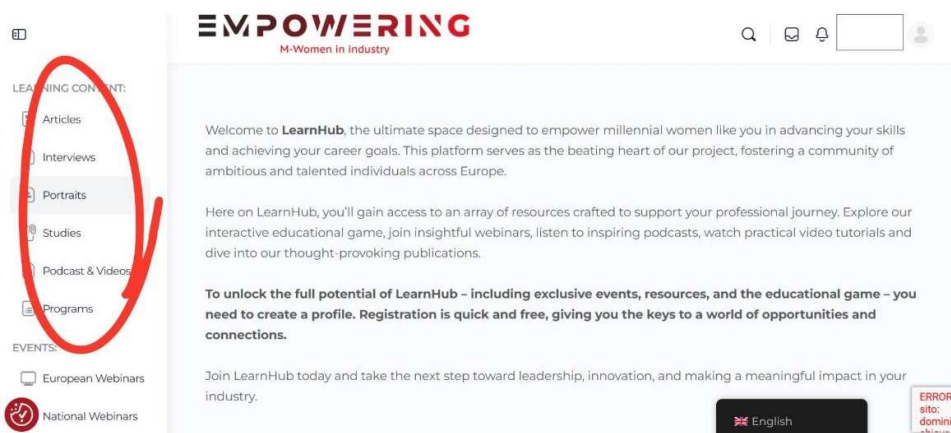 EMPOWERING
M-Women in industry
LEARNING CONTENT:
Articles
Interviews
Portraits
Studies
Podcast & Videos
Programs
EVENTS:
European Webinars
National Webinars
Welcome to LearnHub, the ultimate space designed to empower millennial women like you in advancing your skills
and achieving your career goals. This platform serves as the beating heart of our project, fostering a community of
ambitious and talented individuals across Europe.
Here on LearnHub, you'll gain access to an array of resources crafted to support your professional journey. Explore our
interactive educational game, join insightful webinars, listen to inspiring podcasts, watch practical video tutorials and
dive into our thought-provoking publications.
To unlock the full potential of LearnHub – including exclusive events, resources, and the educational game – you
need to create a profile. Registration is quick and free, giving you the keys to a world of opportunities and
connections.
Join LearnHub today and take the next step toward leadership, innovation, and making a meaningful impact in your
industry.
English
ERROR
sito:
domini